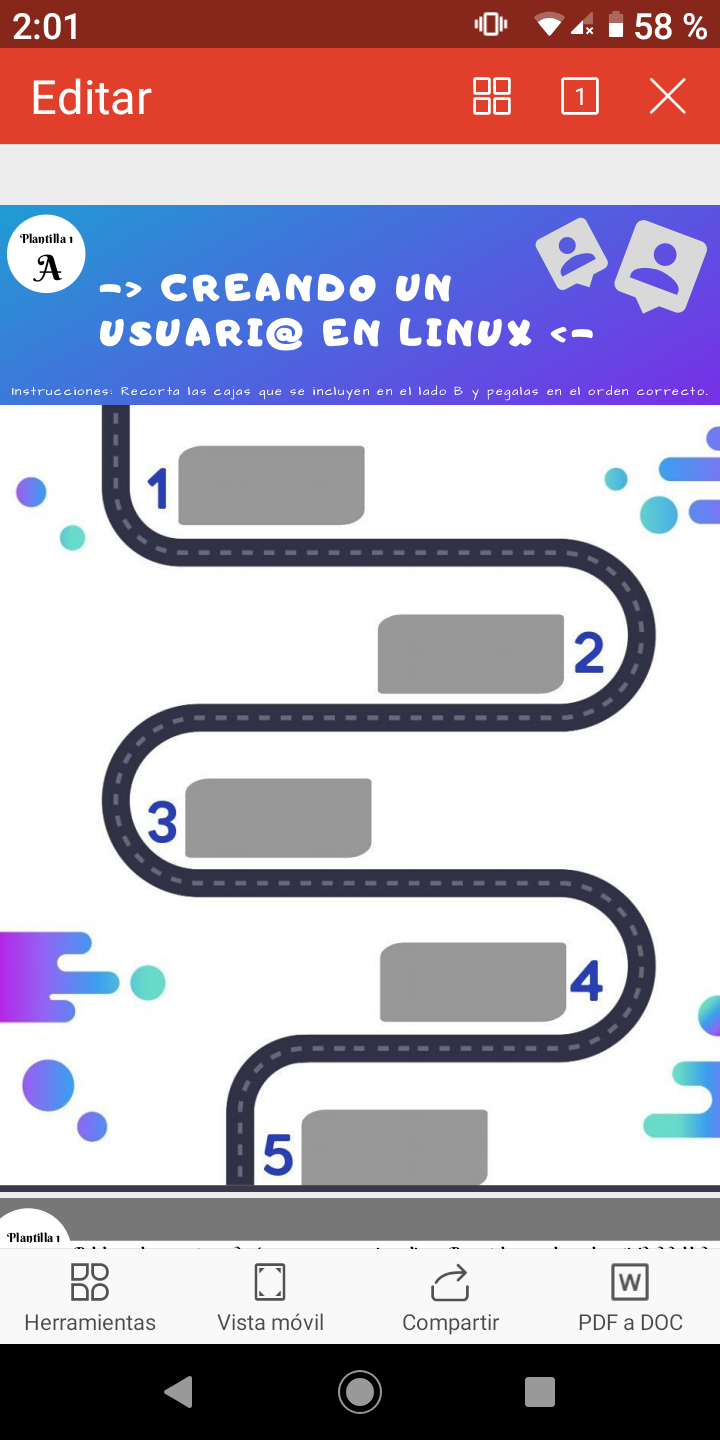 2:01
58 %
Editar
1
Plantilla 1
A
-> CREANDO UN
USUARI@ EN LINUX <-
Instrucciones: Recorta las cajas que se incluyen en el lado B y pegalas en el orden correcto.
1
2
3
4
5
Plantilla 1
Herramientas
Vista móvil
Compartir
W
PDF a DOC